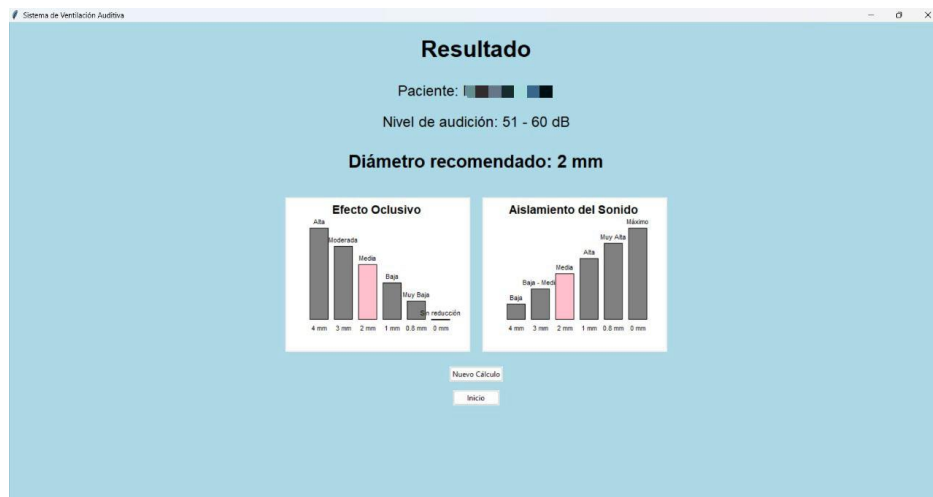 Sistema de Ventilación Auditiva
Resultado
Paciente:
Nivel de audición: 51 - 60 dB
Diámetro recomendado: 2 mm
Efecto Oclusivo
Alta
Moderada
Media
Baja
Muy Baja
Sin reducción
4 mm 3 mm 2 mm 1 mm 0.8 mm 0 mm
Aislamiento del Sonido
Máximo
Muy Alta
Alta
Media
Baja - Medi
Baja
4 mm 3 mm 2 mm 1 mm 0.8 mm 0 mm
Nuevo Cálculo
Inicio